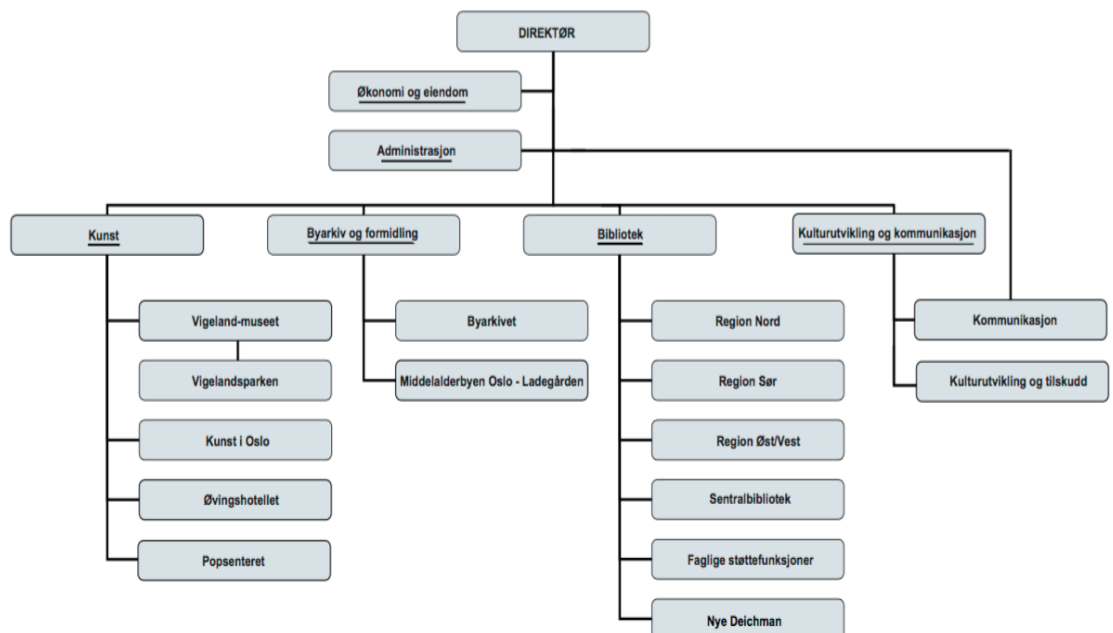 DIREKTØR
Økonomi og eiendom
Administrasjon
Kunst
Byarkiv og formidling
Bibliotek
Kulturutvikling og kommunikasjon
Vigeland-museet
Vigelandsparken
Kunst i Oslo
Øvingshotellet
Popsenteret
Byarkivet
Middelalderbyen Oslo - Ladegården
Region Nord
Region Sør
Region Øst/Vest
Sentralbibliotek
Faglige støttefunksjoner
Nye Deichman
Kommunikasjon
Kulturutvikling og tilskudd